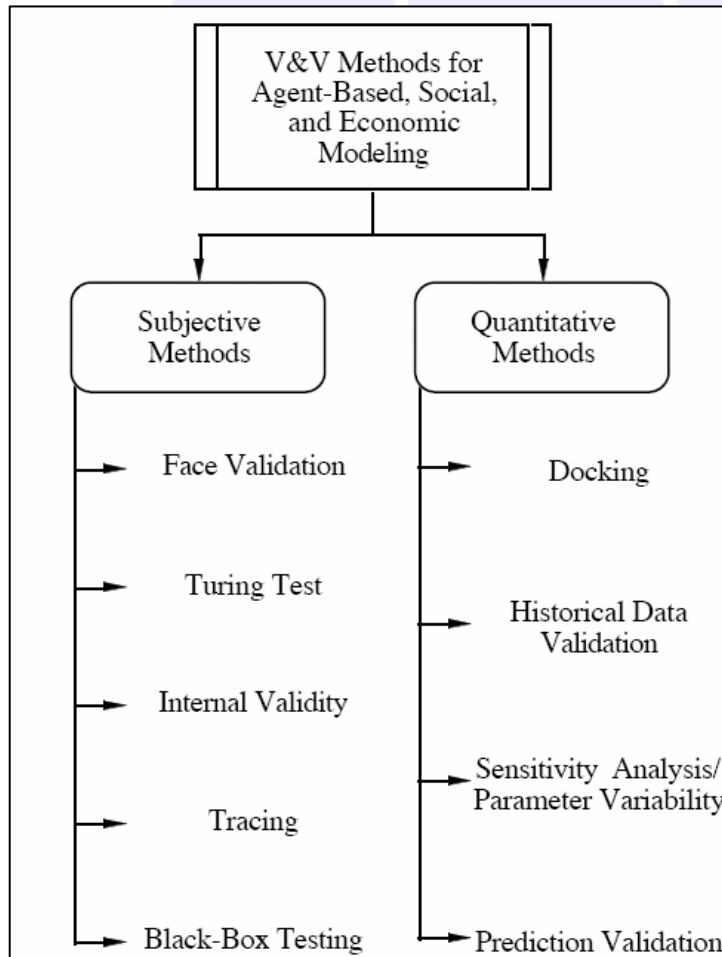 V&V Methods for
Agent-Based, Social,
and Economic
Modeling
Subjective
Methods
Face Validation
Turing Test
Internal Validity
Tracing
Black-Box Testing
Quantitative
Methods
Docking
Historical Data
Validation
Sensitivity Analysis/
Parameter Variability
Prediction Validation